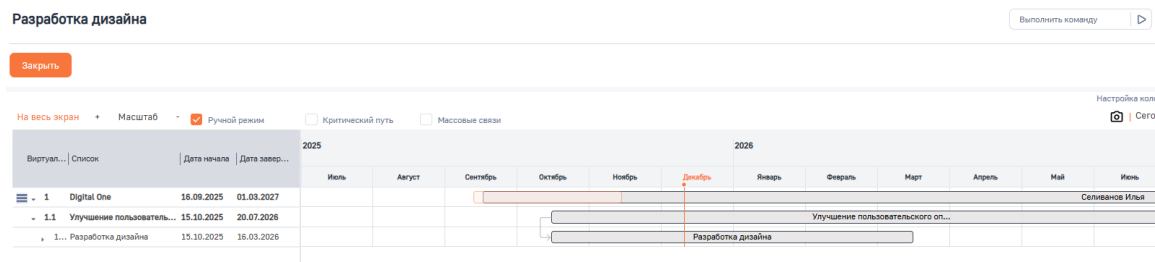 Разработка дизайна
Выполнить команду
Закрыть
Настройка кол
На весь экран + Масштаб - Ручной режим Критический путь Массовые связи | Сего
Виртуал... Список Дата начала Дата завер...
2025 2026
Июль Август Сентябрь Октябрь Ноябрь Декабрь Январь Февраль Март Апрель Май Июнь
1 Digital One 16.09.2025 01.03.2027 Селиванов Илья
1.1 Улучшение пользователь... 15.10.2025 20.07.2026 Улучшение пользовательского оп...
1... Разработка дизайна 15.10.2025 16.03.2026 Разработка дизайна